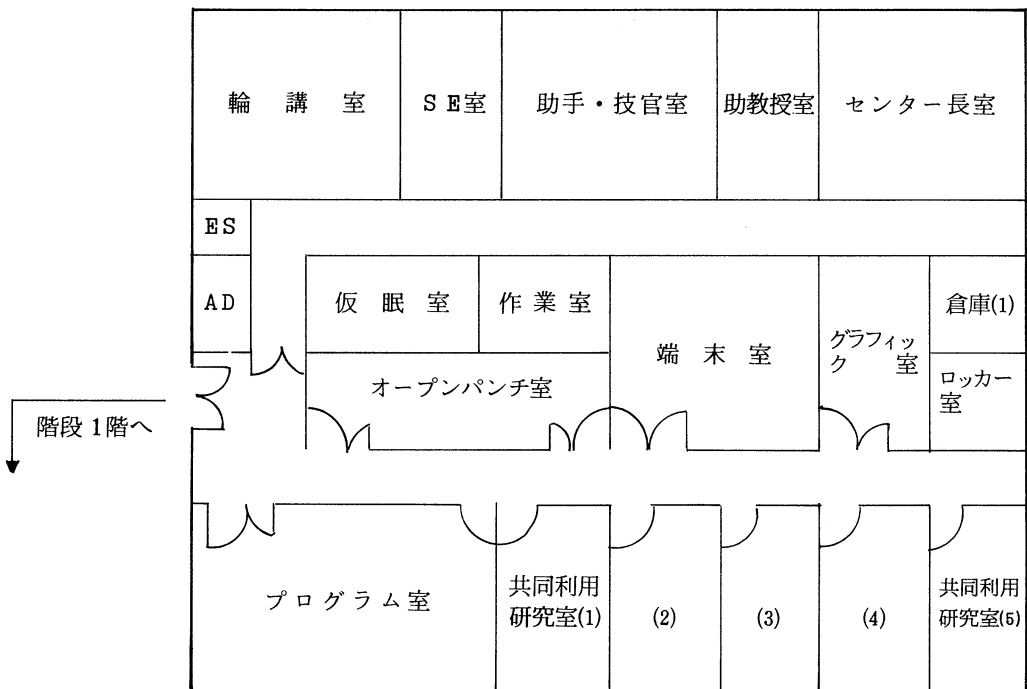 輪講室
SE室
助手・技官室
助教授室
センター長室
ES
AD
仮眠室
作業室
端末室
グラフィッ
ク室
倉庫(1)
オープンパンチ室
ロッカー
室
階段1階へ
プログラム室
共同利用
研究室(1)
(2)
(3)
(4)
共同利用
研究室(5)